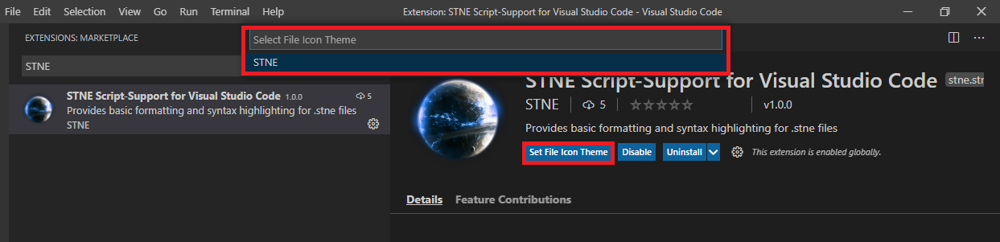 File Edit Selection View Go Run Terminal Help Extension: STNE Script-Support for Visual Studio Code - Visual Studio Code
EXTENSIONS: MARKETPLACE
STNE
STNE Script-Support for Visual Studio Code 1.0.0 5
Provides basic formatting and syntax highlighting for .stne files
STNE
Select File Icon Theme
STNE
STNE Script-Support for Visual Studio Code stne.str
STNE 5 v1.0.0
Provides basic formatting and syntax highlighting for .stne files
Set File Icon Theme Disable Uninstall This extension is enabled globally.
Details Feature Contributions